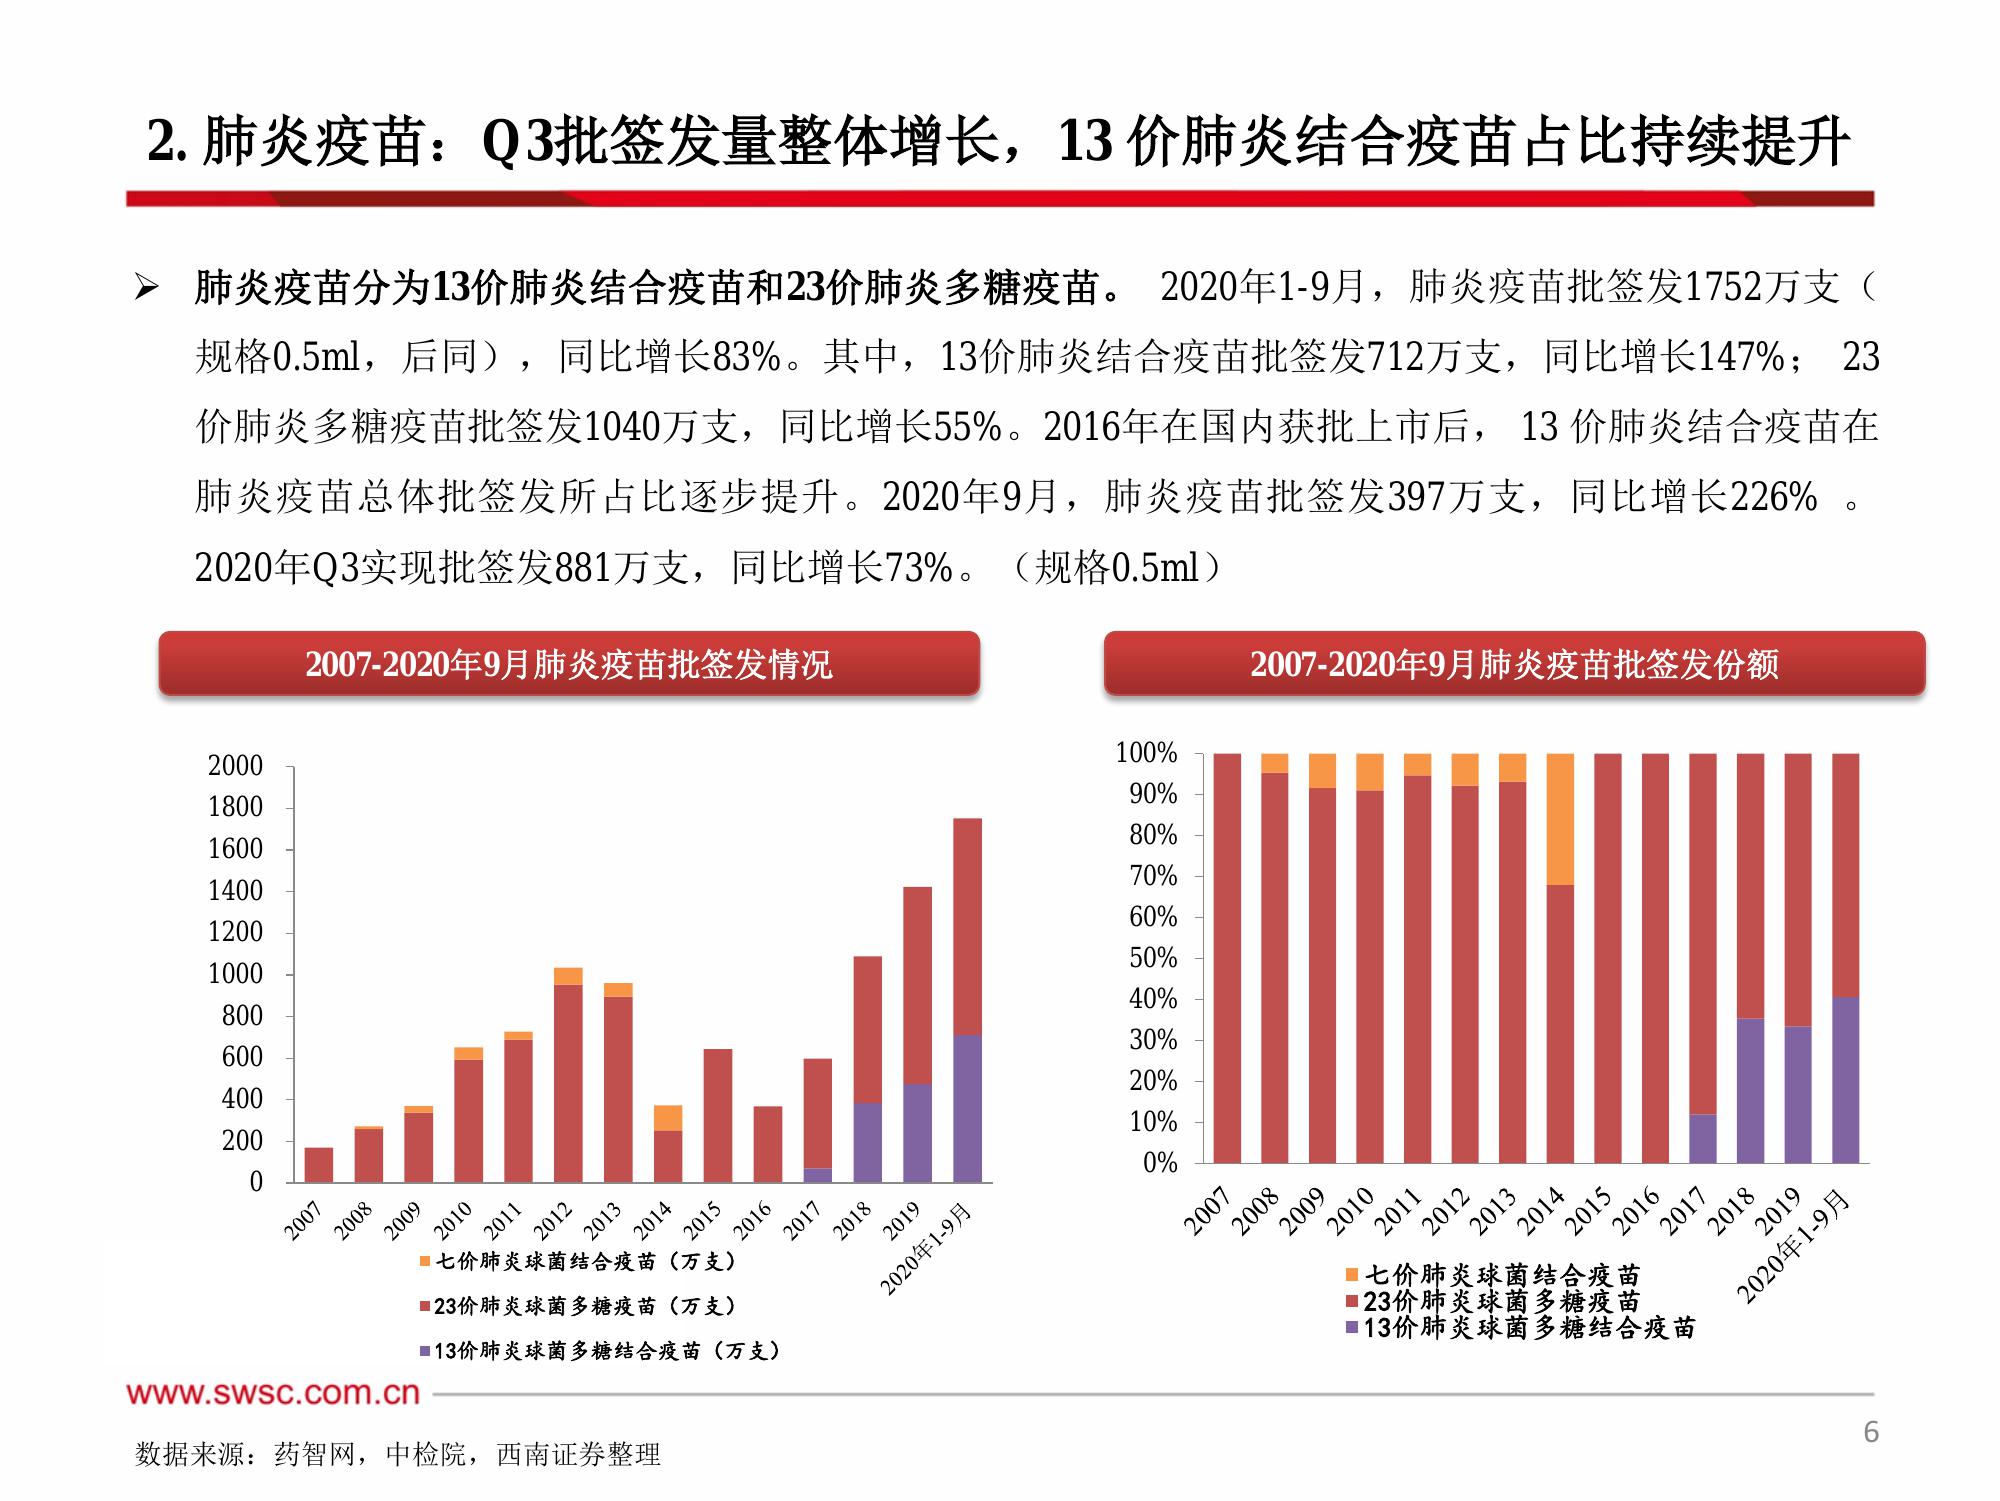 2. 肺炎疫苗：Q3批签发量整体增长，13 价肺炎结合疫苗占比持续提升
➢ 肺炎疫苗分为13价肺炎结合疫苗和23价肺炎多糖疫苗。 2020年1-9月，肺炎疫苗批签发1752万支（
规格0.5ml，后同），同比增长83%。其中，13价肺炎结合疫苗批签发712万支，同比增长147%； 23
价肺炎多糖疫苗批签发1040万支，同比增长55%。2016年在国内获批上市后， 13 价肺炎结合疫苗在
肺炎疫苗总体批签发所占比逐步提升。2020年9月，肺炎疫苗批签发397万支，同比增长226% 。
2020年Q3实现批签发881万支，同比增长73%。（规格0.5ml）
2007-2020年9月肺炎疫苗批签发情况
2000
1800
1600
1400
1200
1000
800
600
400
200
0
2007
2008
2009
2010
2011
2012
2013
2014
2015
2016
2017
2018
2019
2020年1-9月
七价肺炎球菌结合疫苗（万支）
23价肺炎球菌多糖疫苗（万支）
13价肺炎球菌多糖结合疫苗（万支）
2007-2020年9月肺炎疫苗批签发份额
100%
90%
80%
70%
60%
50%
40%
30%
20%
10%
0%
2007
2008
2009
2010
2011
2012
2013
2014
2015
2016
2017
2018
2019
2020年1-9月
七价肺炎球菌结合疫苗
23价肺炎球菌多糖疫苗
13价肺炎球菌多糖结合疫苗
www.swsc.com.cn
6
数据来源：药智网，中检院，西南证券整理